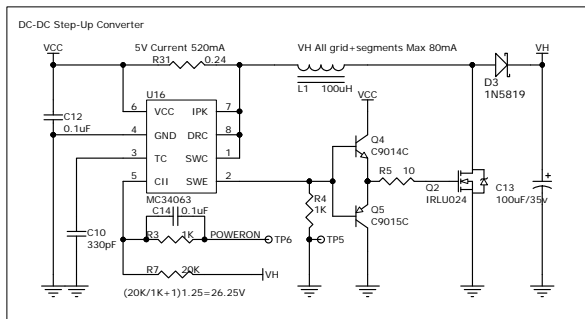 DC-DC Step-Up Converter
VCC
5V Current 520mA
R31
0.24
VH All grid+segments Max 80mA
VH
L1
100uH
D3
1N5819
U16
VCC
C12
0.1uF
6
VCC
IPK
7
4
GND
DRC
8
3
TC
SWC
1
5
CII
SWE
2
MC34063
Q4
C9014C
R5
10
Q2
IRLU024
C13
100uF/35v
+
C14
0.1uF
R4
1K
Q5
C9015C
C10
330pF
R3
1K
POWERON
TP6
TP5
R7
20K
VH
(20K/1K+1)1.25=26.25V